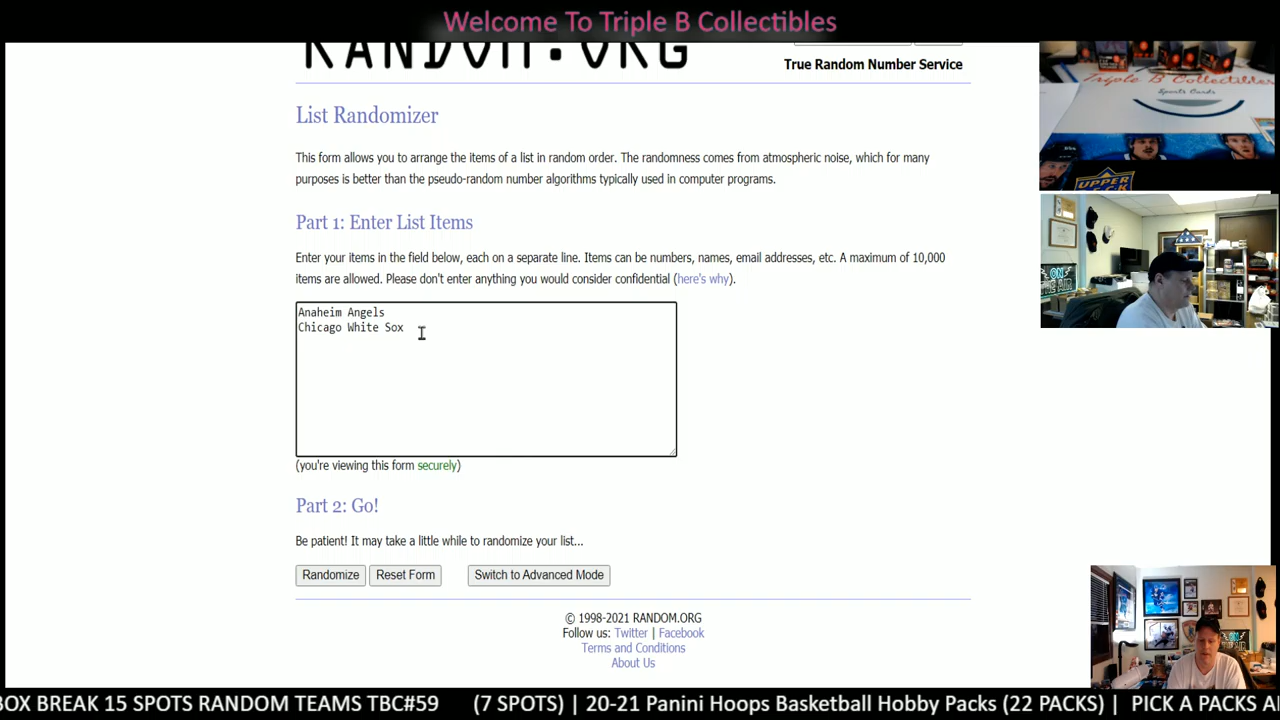 Welcome To Triple B Collectibles
RANDOM.ORG
True Random Number Service
List Randomizer
This form allows you to arrange the items of a list in random order. The randomness comes from atmospheric noise, which for many
purposes is better than the pseudo-random number algorithms typically used in computer programs.
Part 1: Enter List Items
Enter your items in the field below, each on a separate line. Items can be numbers, names, email addresses, etc. A maximum of 10,000
items are allowed. Please don't enter anything you would consider confidential (here's why).
Anaheim Angels
Chicago White Sox
(you're viewing this form securely)
Part 2: Go!
Be patient! It may take a little while to randomize your list...
Randomize Reset Form Switch to Advanced Mode
© 1998-2021 RANDOM.ORG
Follow us: Twitter | Facebook
Terms and Conditions
About Us
Triple B Collectibles
Sports Cards
UPPER
ON
THE AIR
BOX BREAK 15 SPOTS RANDOM TEAMS TBC#59 (7 SPOTS) | 20-21 Panini Hoops Basketball Hobby Packs (22 PACKS) | PICK A PACKS